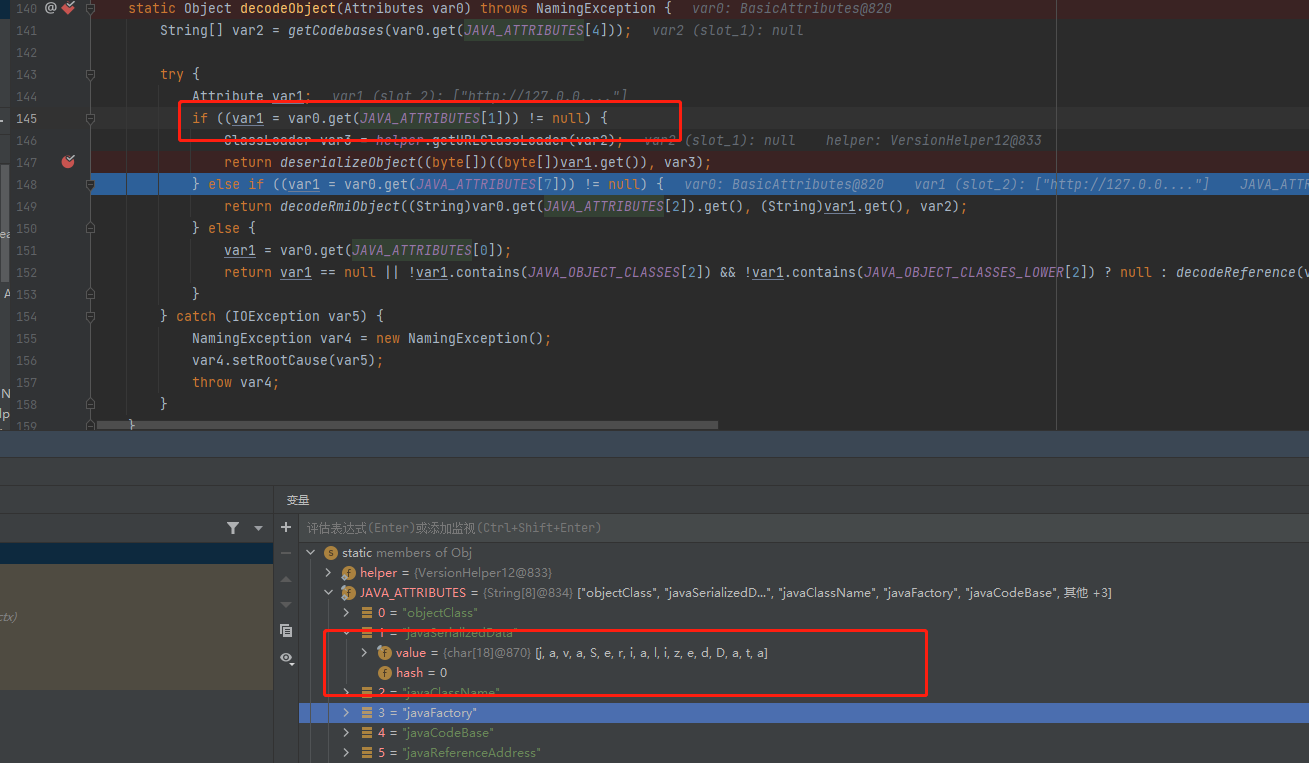 140 @ static Object decodeObject(Attributes var0) throws NamingException { var0: BasicAttributes@820
141 String[] var2 = getCodebases(var0.get(JAVA_ATTRIBUTES[4])); var2 (slot_1): null
142
143 try {
144 Attribute var1; var1 (slot_2): ["http://127.0.0...."]
145 if ((var1 = var0.get(JAVA_ATTRIBUTES[1])) != null) {
146 ClassLoader var3 = helper.getURLClassLoader(var2); var2 (slot_1): null helper: VersionHelper12@833
147 return deserializeObject((byte[])((byte[])var1.get()), var3);
148 } else if ((var1 = var0.get(JAVA_ATTRIBUTES[7])) != null) { var0: BasicAttributes@820 var1 (slot_2): ["http://127.0.0...."] JAVA_ATTR
149 return decodeRmiObject((String)var0.get(JAVA_ATTRIBUTES[2]).get(), (String)var1.get(), var2);
150 } else {
151 var1 = var0.get(JAVA_ATTRIBUTES[0]);
152 return var1 == null || !var1.contains(JAVA_OBJECT_CLASSES[2]) && !var1.contains(JAVA_OBJECT_CLASSES_LOWER[2]) ? null : decodeReference(v
153 }
154 } catch (IOException var5) {
155 NamingException var4 = new NamingException();
156 var4.setRootCause(var5);
157 throw var4;
158 }
159 }
变量
评估表达式(Enter)或添加监视(Ctrl+Shift+Enter)
static members of Obj
helper = {VersionHelper12@833}
JAVA_ATTRIBUTES = {String[8]@834} ["objectClass", "javaSerializedD...", "javaClassName", "javaFactory", "javaCodeBase", 其他 +3]
0 = "objectClass"
1 = "javaSerializedData"
ctx)
value = {char[18]@870} [j, a, v, a, S, e, r, i, a, l, i, z, e, d, D, a, t, a]
hash = 0
2 = "javaClassName"
3 = "javaFactory"
4 = "javaCodeBase"
5 = "javaReferenceAddress"